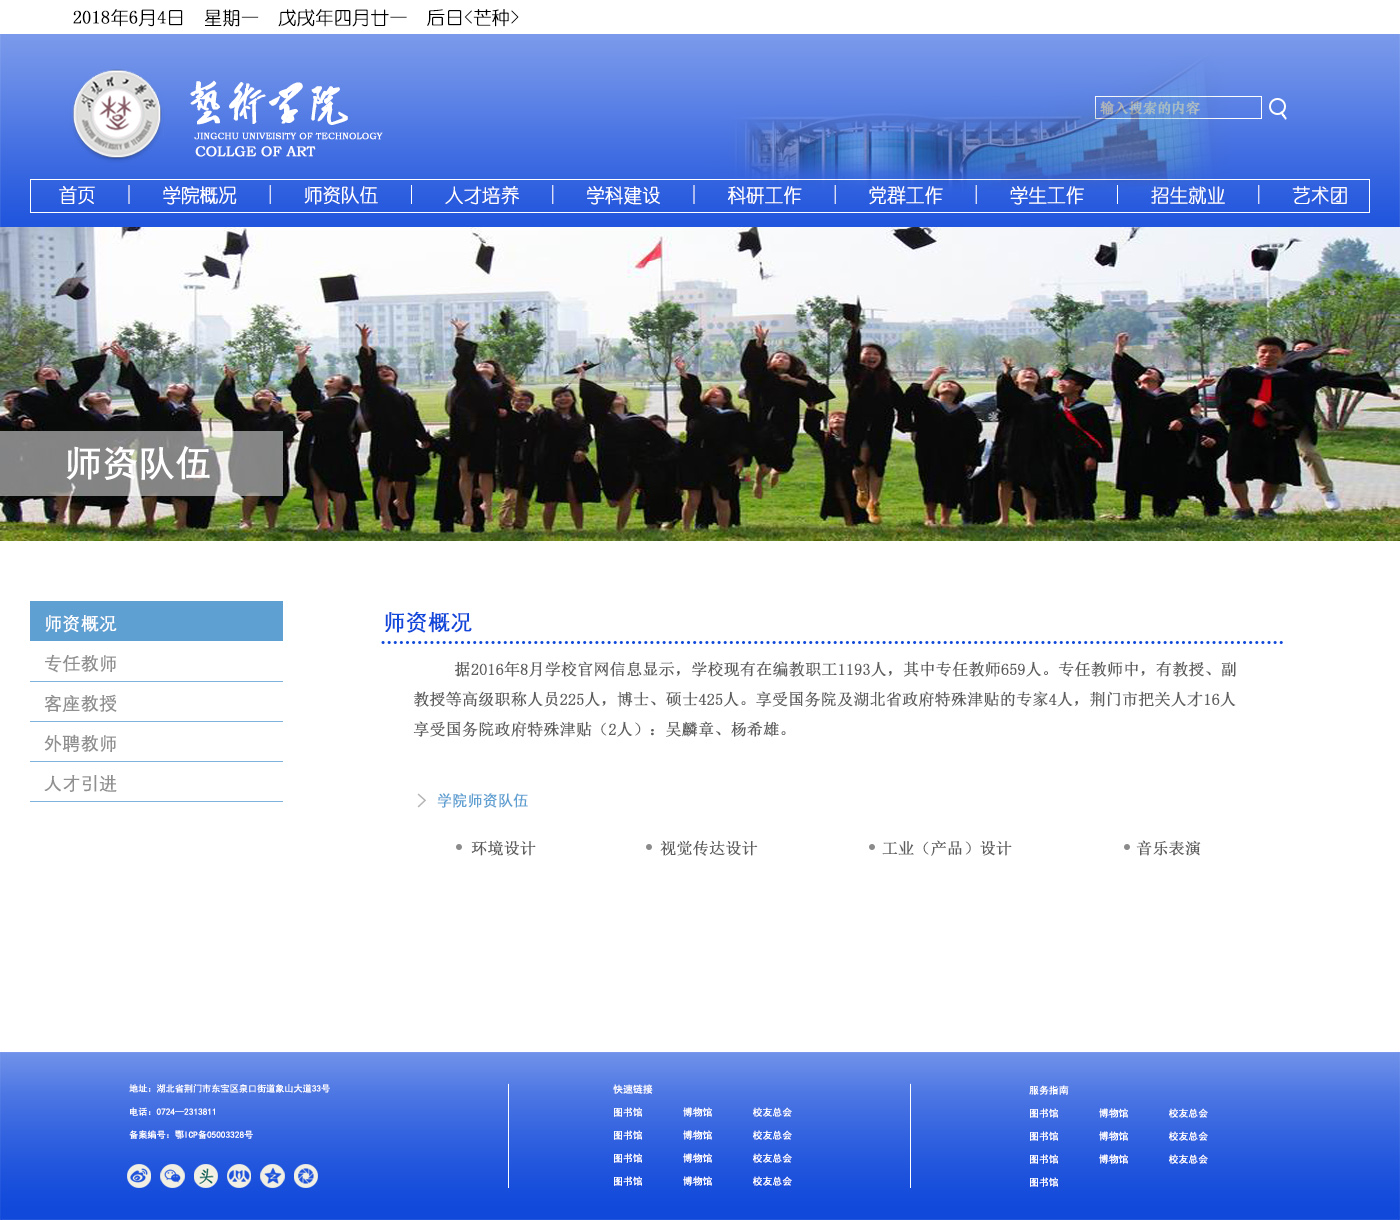 2018年6月4日 星期一 戊戌年四月廿一 后日<芒种>
荆楚理工学院
JINGCHU UNIVEISITY OF TECHNOLOGY
藝術学院
JINGCHU UNIVEISITY OF TECHNOLOGY
COLLGE OF ART
输入搜索的内容
首页 | 学院概况 | 师资队伍 | 人才培养 | 学科建设 | 科研工作 | 党群工作 | 学生工作 | 招生就业 | 艺术团
师资队伍
师资概况
专任教师
客座教授
外聘教师
人才引进
师资概况
据2016年8月学校官网信息显示，学校现有在编教职工1193人，其中专任教师659人。专任教师中，有教授、副
教授等高级职称人员225人，博士、硕士425人。享受国务院及湖北省政府特殊津贴的专家4人，荆门市把关人才16人
享受国务院政府特殊津贴（2人）：吴麟章、杨希雄。
学院师资队伍
环境设计 视觉传达设计 工业（产品）设计 音乐表演
地址：湖北省荆门市东宝区泉口街道象山大道33号
电话：0724—2313811
备案编号：鄂ICP备05003328号
头
快速链接
图书馆 博物馆 校友总会
图书馆 博物馆 校友总会
图书馆 博物馆 校友总会
图书馆 博物馆 校友总会
服务指南
图书馆 博物馆 校友总会
图书馆 博物馆 校友总会
图书馆 博物馆 校友总会
图书馆